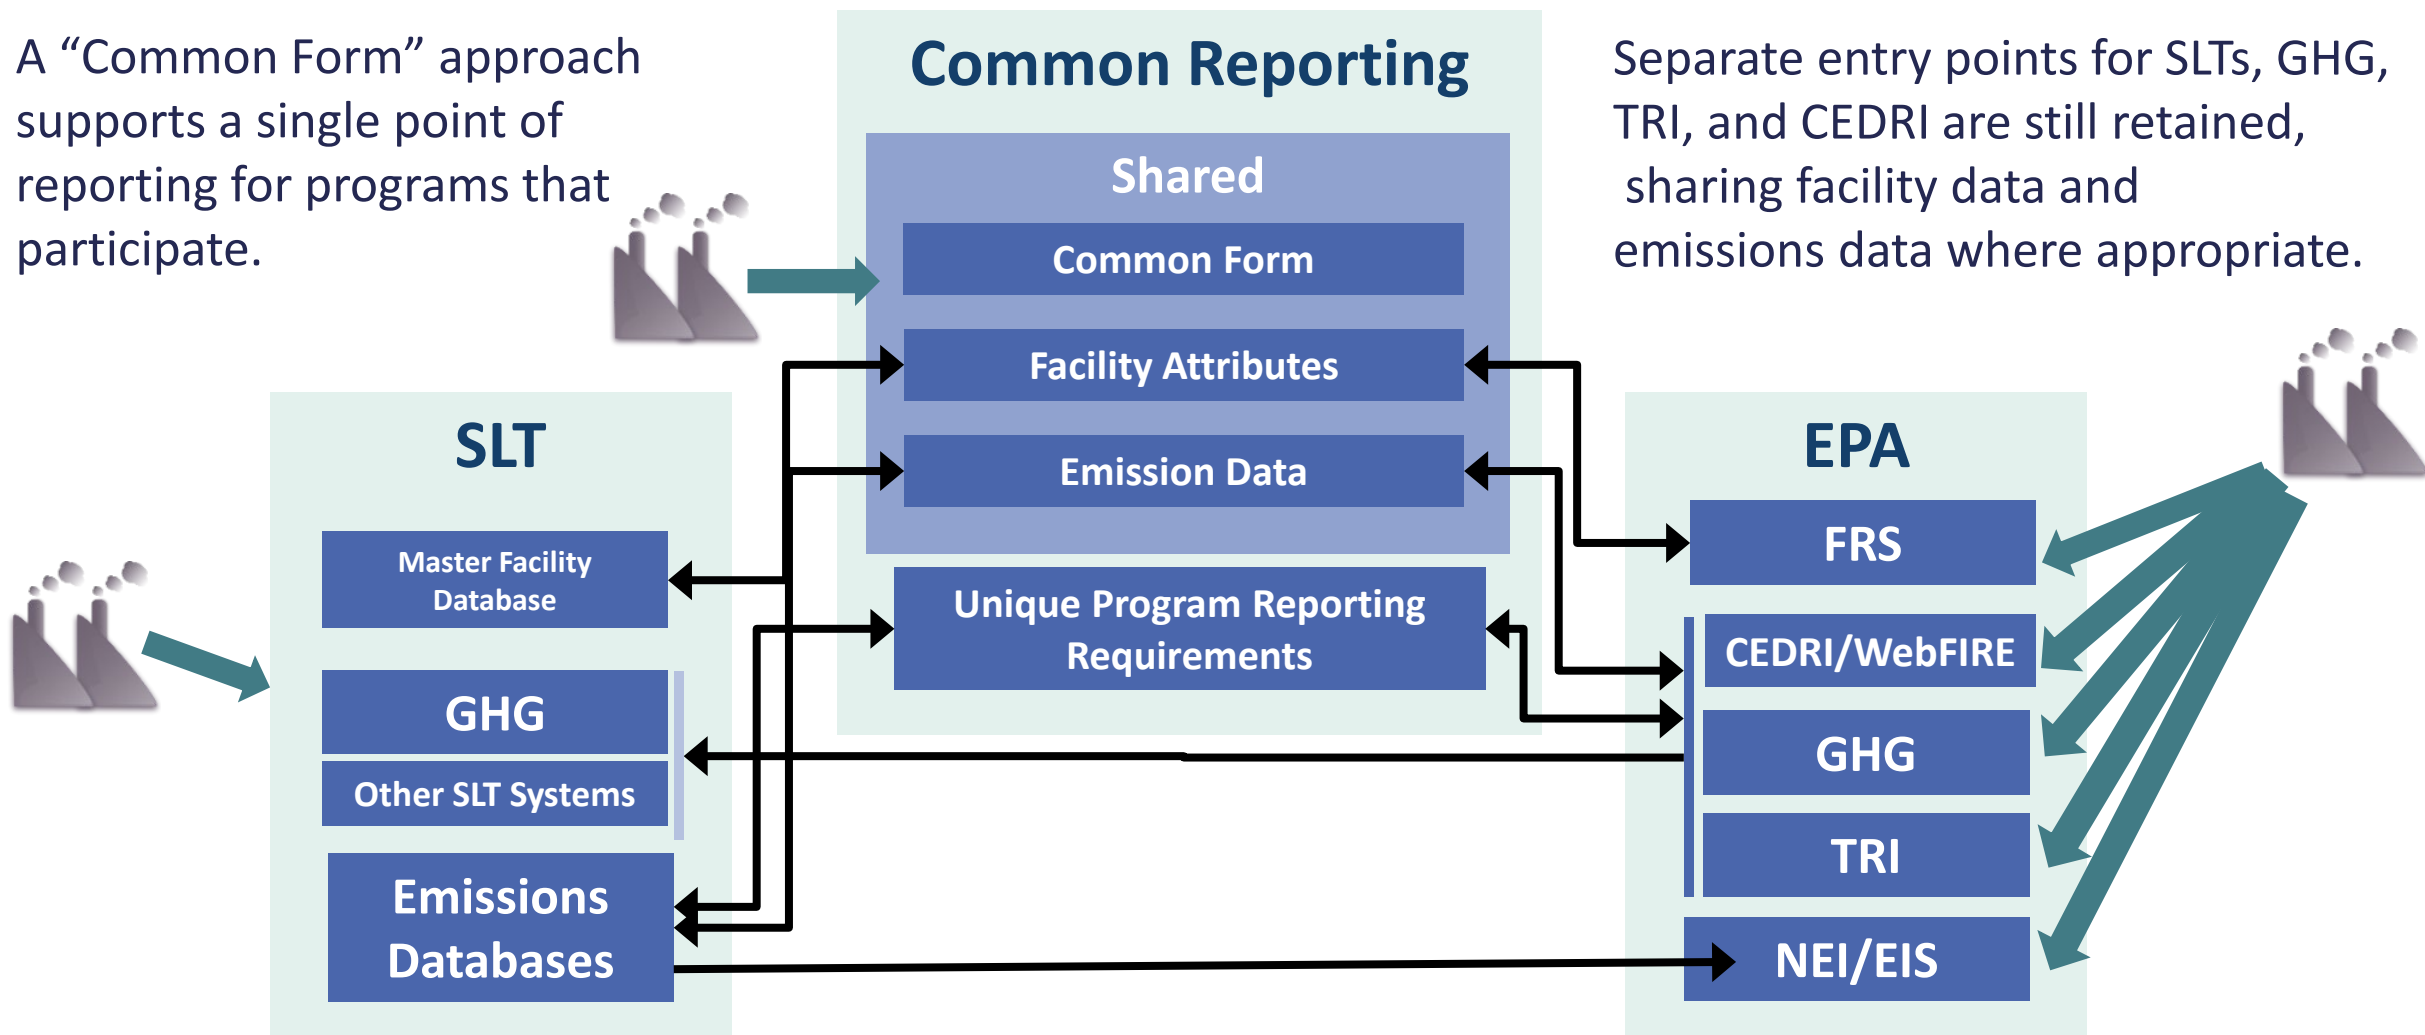 A “Common Form” approach
supports a single point of
reporting for programs that
participate.
Common Reporting
Shared
Common Form
Facility Attributes
Emission Data
Unique Program Reporting
Requirements
Separate entry points for SLTs, GHG,
TRI, and CEDRI are still retained,
sharing facility data and
emissions data where appropriate.
SLT
Master Facility
Database
GHG
Other SLT Systems
Emissions
Databases
EPA
FRS
CEDRI/WebFIRE
GHG
TRI
NEI/EIS